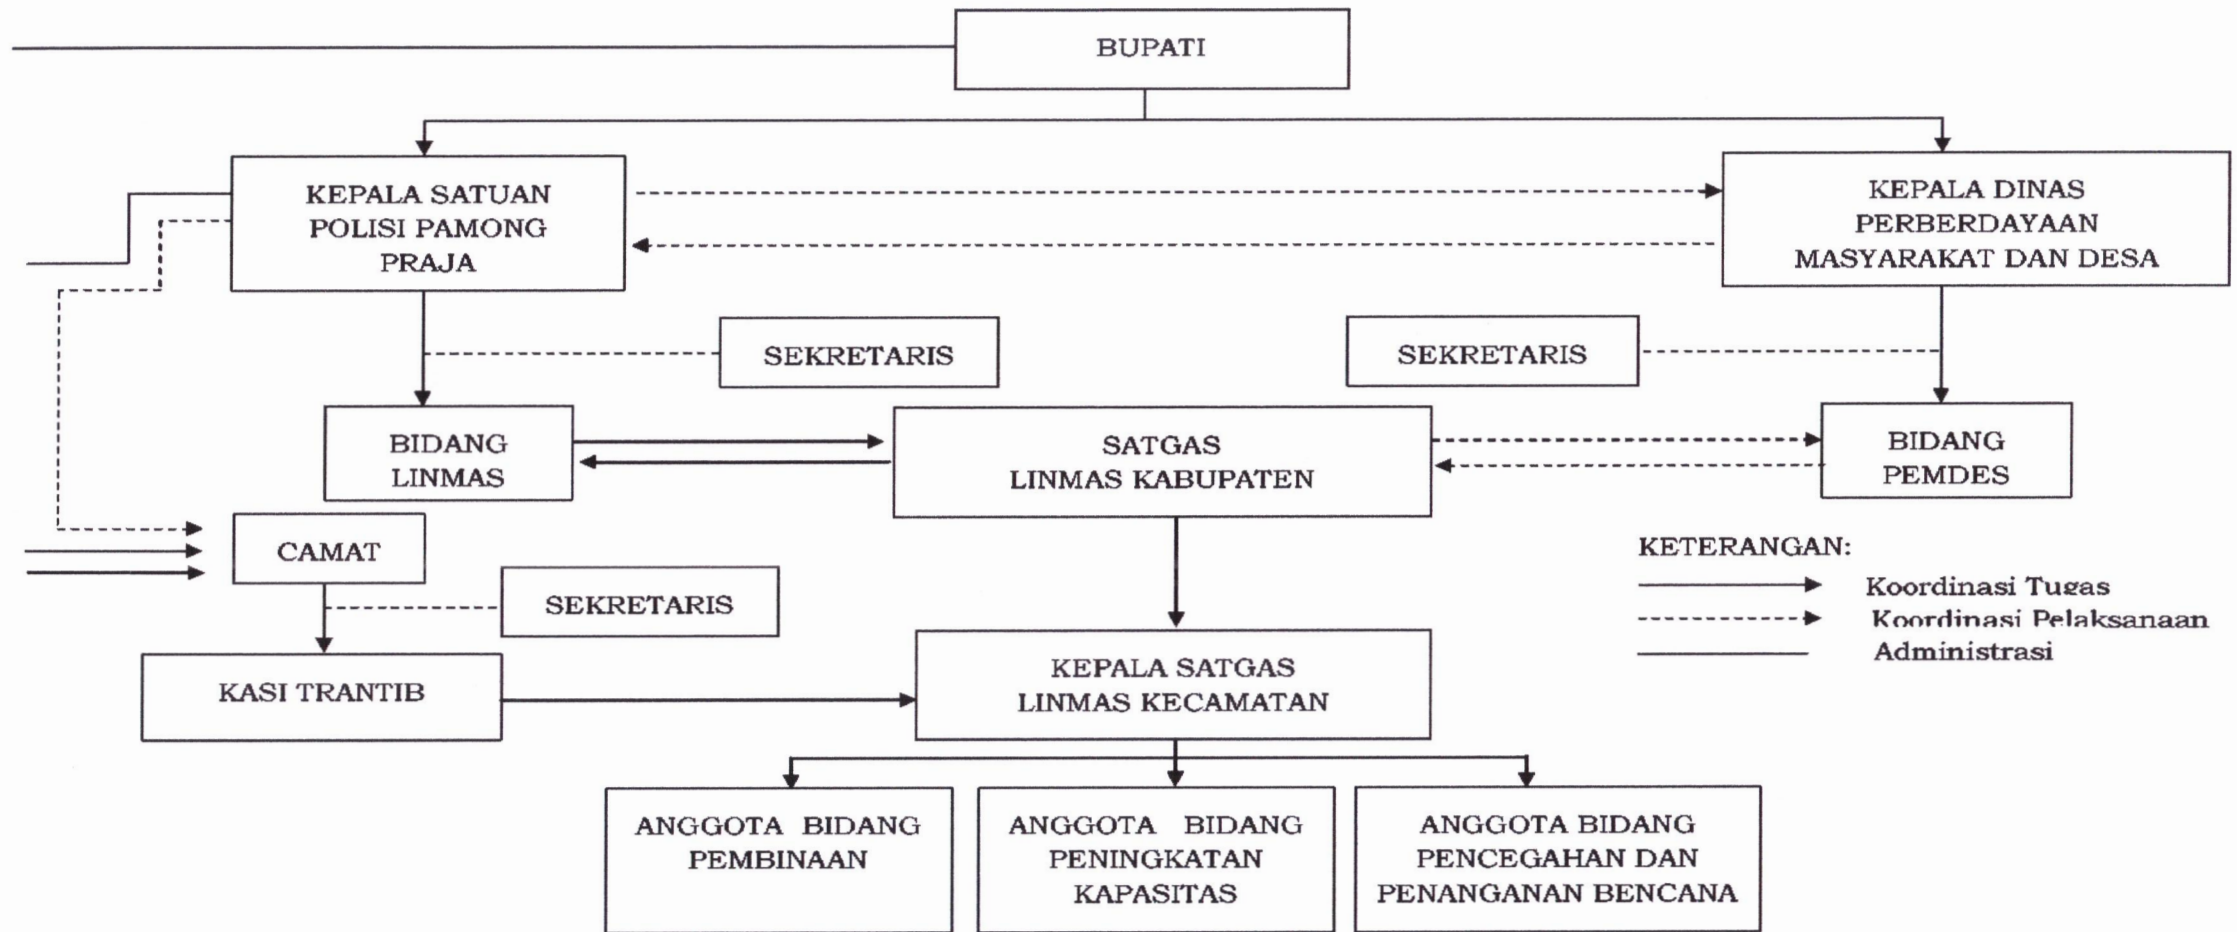 BUPATI
KEPALA SATUAN
POLISI PAMONG
PRAJA
KEPALA DINAS
PERBERDAYAAN
MASYARAKAT DAN DESA
SEKRETARIS
SEKRETARIS
BIDANG
LINMAS
SATGAS
LINMAS KABUPATEN
BIDANG
PEMDES
CAMAT
SEKRETARIS
KETERANGAN:
Koordinasi Tugas
Koordinasi Pelaksanaan
Administrasi
KASI TRANTIB
KEPALA SATGAS
LINMAS KECAMATAN
ANGGOTA BIDANG
PEMBINAAN
ANGGOTA BIDANG
PENINGKATAN
KAPASITAS
ANGGOTA BIDANG
PENCEGAHAN DAN
PENANGANAN BENCANA